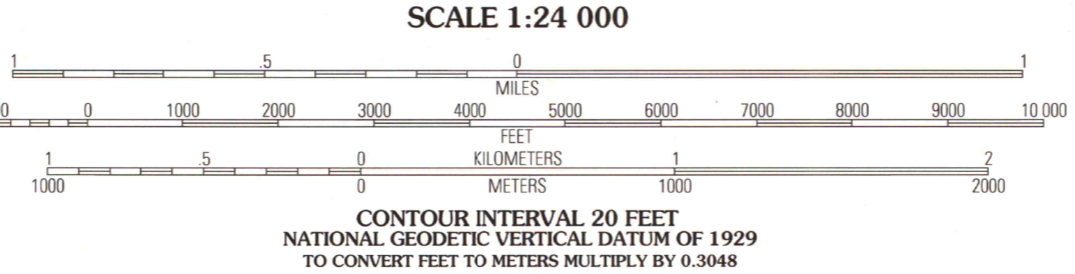 SCALE 1:24 000
1 .5 0 1
MILES
0 0 1000 2000 3000 4000 5000 6000 7000 8000 9000 10 000
FEET
1 .5 0 KILOMETERS 1 2
1000 0 METERS 1000 2000
CONTOUR INTERVAL 20 FEET
NATIONAL GEODETIC VERTICAL DATUM OF 1929
TO CONVERT FEET TO METERS MULTIPLY BY 0.3048